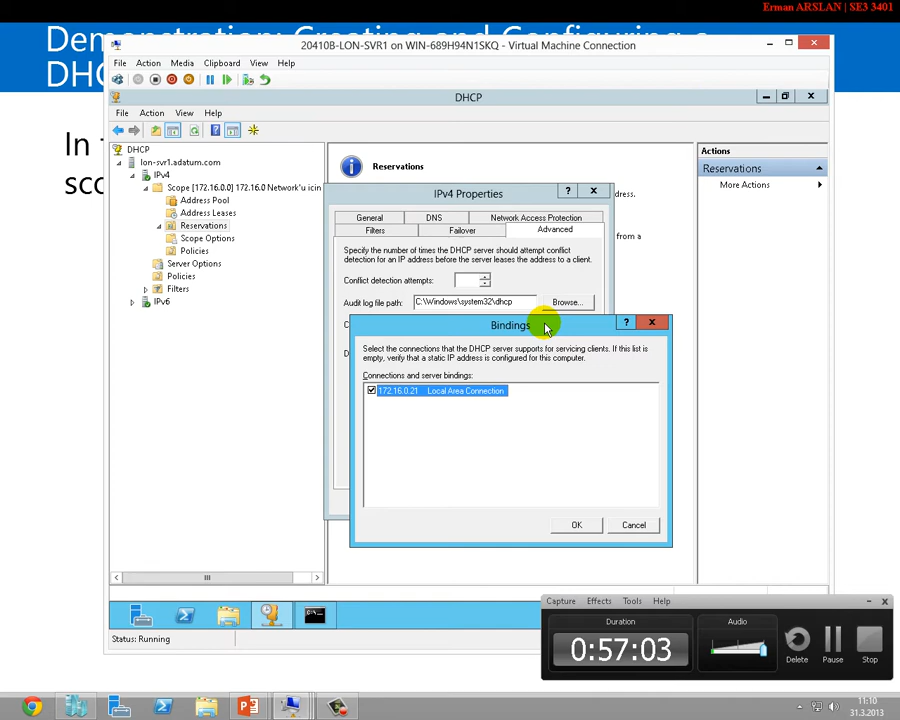 Erman ARSLAN | SE3 3401
Demonstration: Creating and Configuring a
DHC
20410B-LON-SVR1 on WIN-689H94N1SKQ - Virtual Machine Connection
File Action Media Clipboard View Help
DHCP
File Action View Help
In
sco
DHCP
lon-svr1.adatum.com
IPv4
Scope [172.16.0.0] 172.16.0 Network'u icin
Address Pool
Address Leases
Reservations
Scope Options
Policies
Server Options
Policies
Filters
IPv6
Reservations
dress.
from a
Actions
Reservations
More Actions
IPv4 Properties
General DNS Network Access Protection
Filters Failover Advanced
Specify the number of times the DHCP server should attempt conflict
detection for an IP address before the server leases the address to a client.
Conflict detection attempts:
Audit log file path: C:\Windows\system32\dhcp Browse...
Bindings
Select the connections that the DHCP server supports for servicing clients. If this list is
empty, verify that a static IP address is configured for this computer.
Connections and server bindings:
172.16.0.21 Local Area Connection
OK Cancel
Status: Running
Capture Effects Tools Help
Duration
0:57:03
Audio
Delete Pause Stop
11:10
31.3.2013